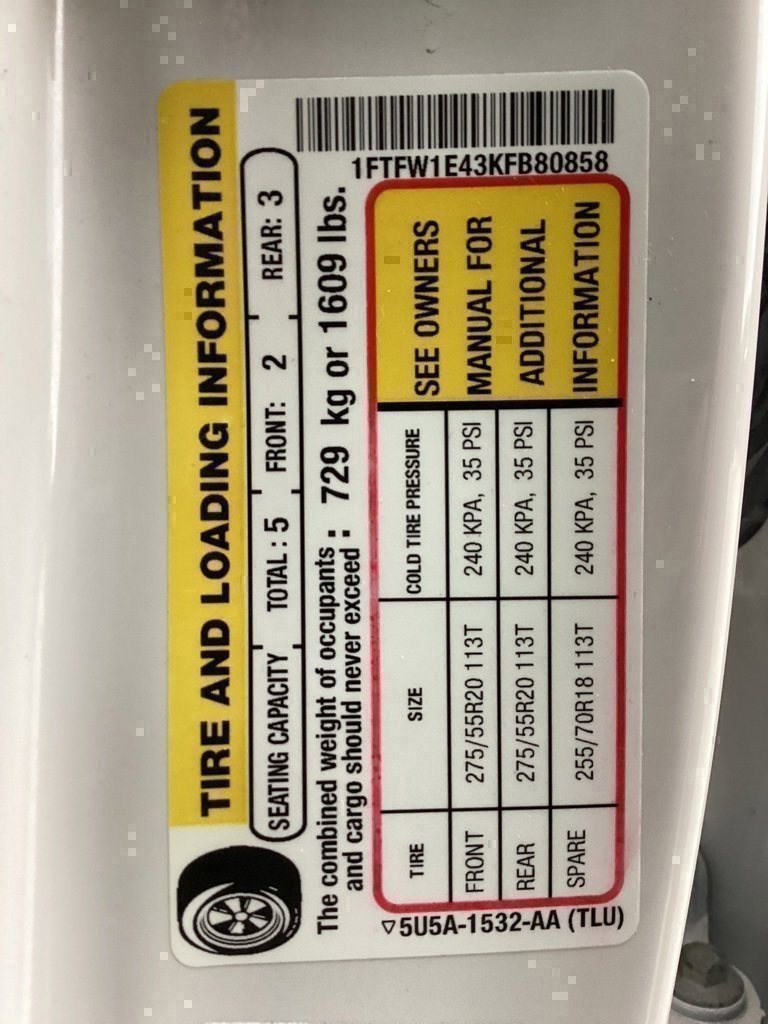 TIRE AND LOADING INFORMATION
SEATING CAPACITY TOTAL : 5 FRONT: 2 REAR: 3
The combined weight of occupants and cargo should never exceed : 729 kg or 1609 lbs.
TIRE SIZE COLD TIRE PRESSURE
FRONT 275/55R20 113T 240 KPA, 35 PSI
REAR 275/55R20 113T 240 KPA, 35 PSI
SPARE 255/70R18 113T 240 KPA, 35 PSI
SEE OWNERS
MANUAL FOR
ADDITIONAL
INFORMATION
1FTFW1E43KFB80858
▽5U5A-1532-AA (TLU)